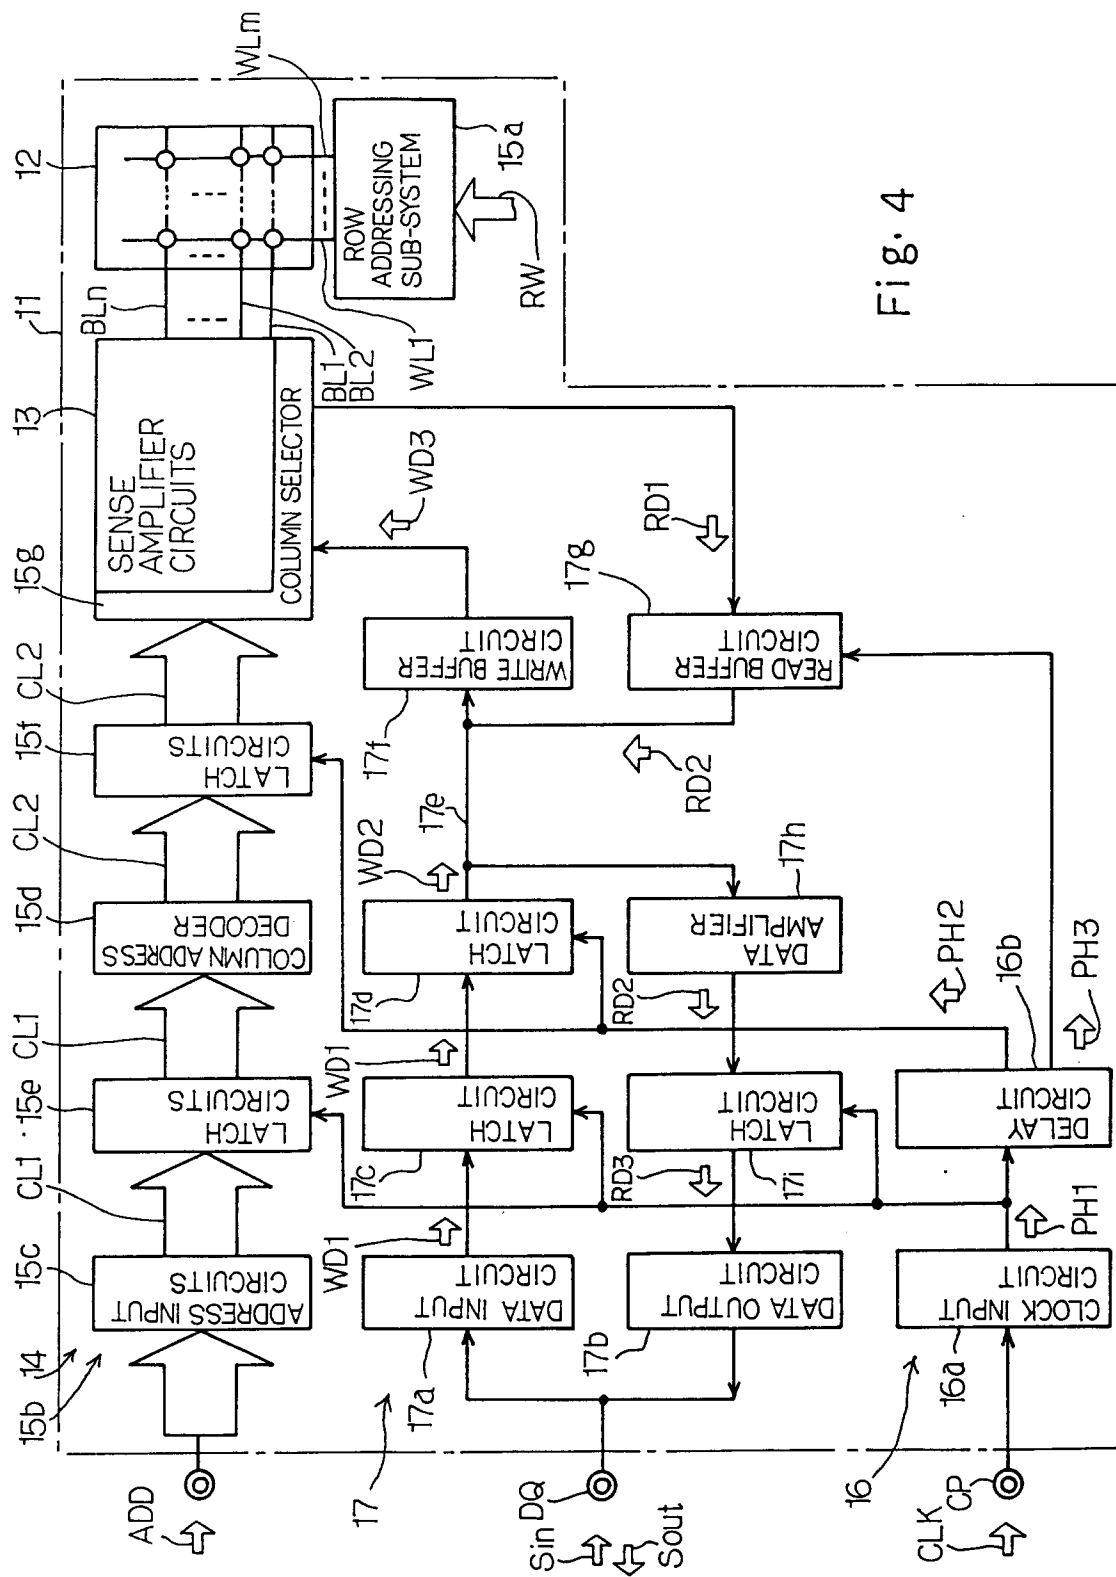 Fig. 4
11
12
13
14
15b
15c
CL1
15e
CL1
15d
CL2
15f
CL2
15g
ADD
ADDRESS INPUT
CIRCUITS
LATCH
CIRCUITS
COLUMN ADDRESS
DECODER
LATCH
CIRCUITS
SENSE
AMPLIFIER
CIRCUITS
COLUMN SELECTOR
BLn
BL1
BL2
WL1
WLm
ROW
ADDRESSING
SUB-SYSTEM
15a
RW
17
17a
DATA INPUT
CIRCUIT
WD1
17c
LATCH
CIRCUIT
WD1
17d
LATCH
CIRCUIT
WD2
17e
17f
WRITE BUFFER
CIRCUIT
WD3
Sin
DQ
Sout
17b
DATA OUTPUT
CIRCUIT
RD3
LATCH
CIRCUIT
17i
RD2
DATA
AMPLIFIER
17h
RD2
READ BUFFER
CIRCUIT
17g
RD1
16
CLK
CP
16a
CLOCK INPUT
CIRCUIT
PH1
DELAY
CIRCUIT
16b
PH2
PH3